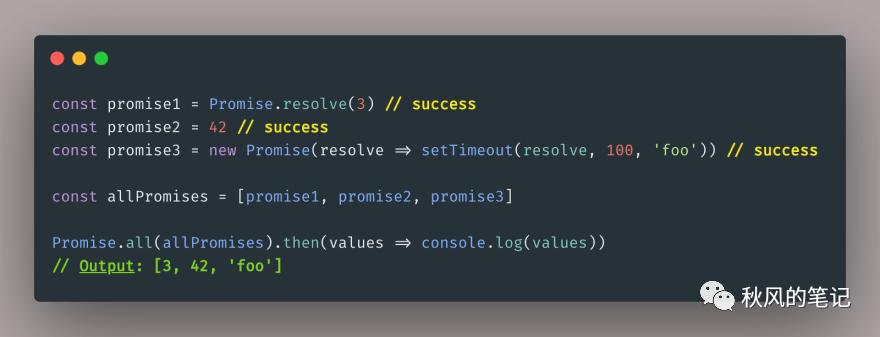 const promise1 = Promise.resolve(3) // success
const promise2 = 42 // success
const promise3 = new Promise(resolve => setTimeout(resolve, 100, 'foo')) // success
const allPromises = [promise1, promise2, promise3]
Promise.all(allPromises).then(values => console.log(values))
// Output: [3, 42, 'foo']
秋风的笔记